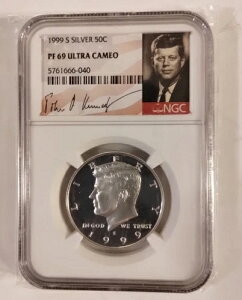 1999 S SILVER 50C
PF 69 ULTRA CAMEO
5761666-040
NGC
LIBERTY
IN GOD WE TRUST
S
1999